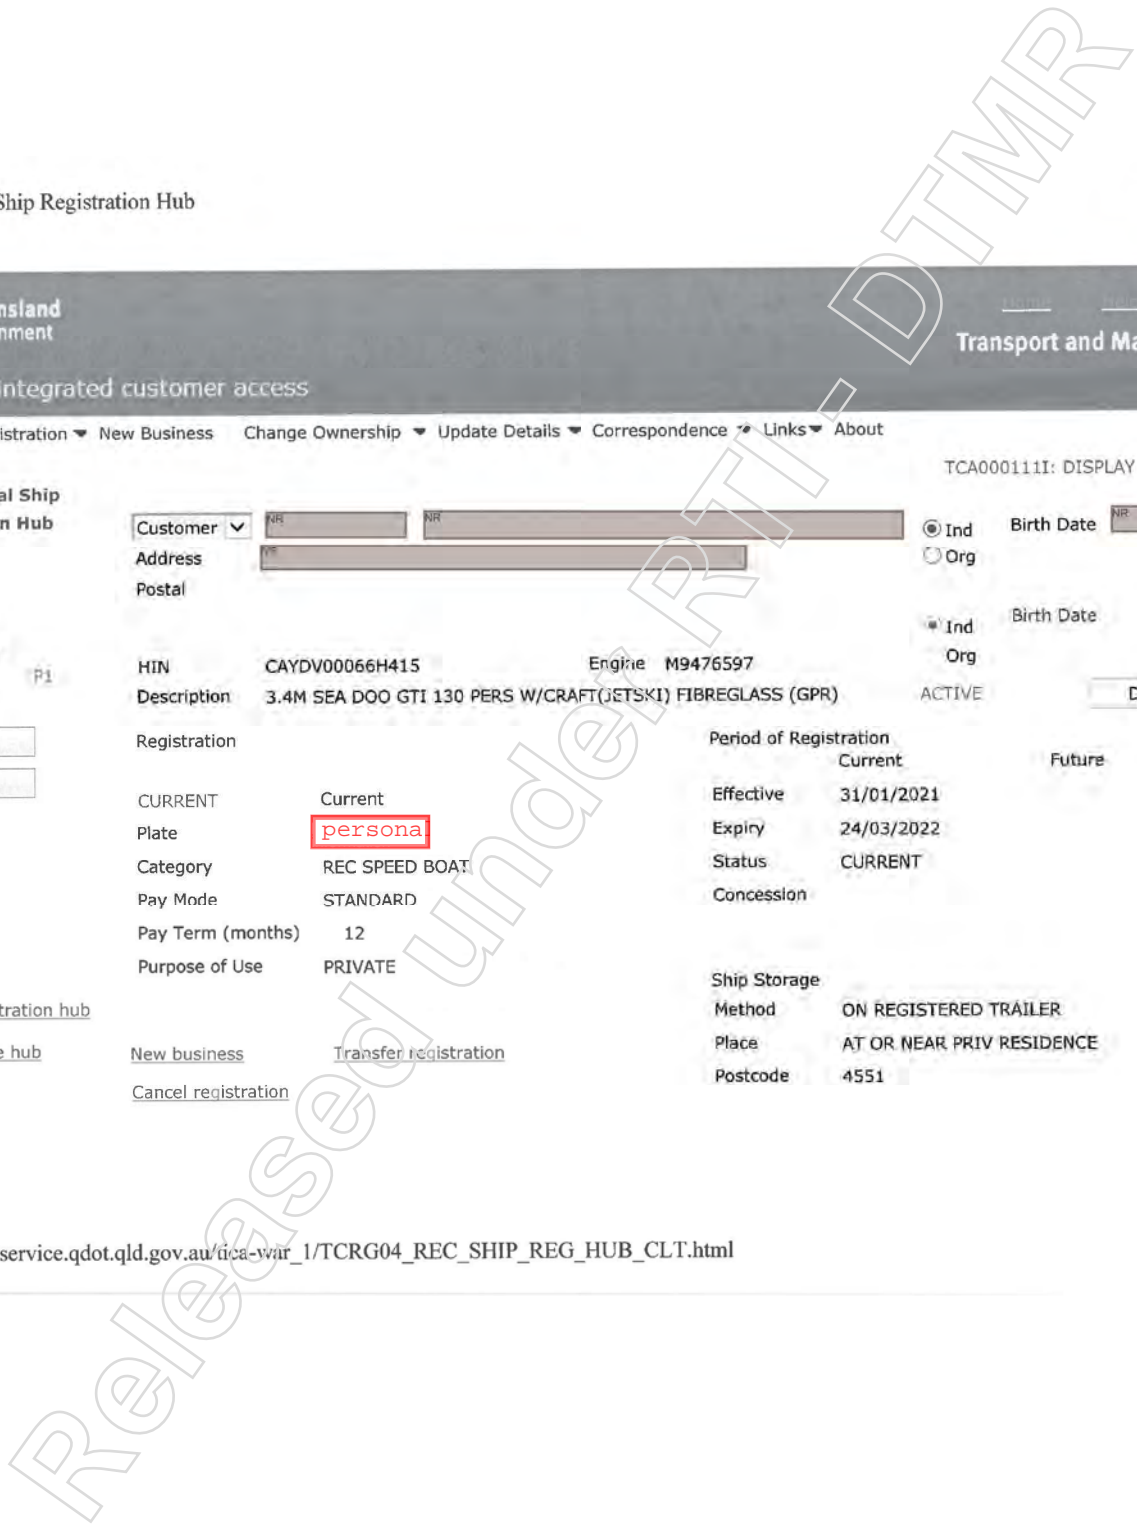 Ship Registration Hub
nsland
nment
Home
Transport and Ma
integrated customer access
istration New Business Change Ownership Update Details Correspondence Links About
TCA000111I: DISPLAY
al Ship
n Hub
Customer NR NR Ind Birth Date NR
Address Org
Postal
Ind Birth Date
Org
P1
HIN CAYDV00066H415 Engine M9476597
Description 3.4M SEA DOO GTI 130 PERS W/CRAFT(JETSKI) FIBREGLASS (GPR) ACTIVE D
Registration Period of Registration
Current Future
CURRENT Current Effective 31/01/2021
Plate persona Expiry 24/03/2022
Category REC SPEED BOAT Status CURRENT
Pay Mode STANDARD Concession
Pay Term (months) 12
Purpose of Use PRIVATE
Ship Storage
tration hub Method ON REGISTERED TRAILER
e hub New business Transfer registration Place AT OR NEAR PRIV RESIDENCE
Cancel registration Postcode 4551
service.qdot.qld.gov.au/tica-war_1/TCRG04_REC_SHIP_REG_HUB_CLT.html
Released under RTI - DTMR